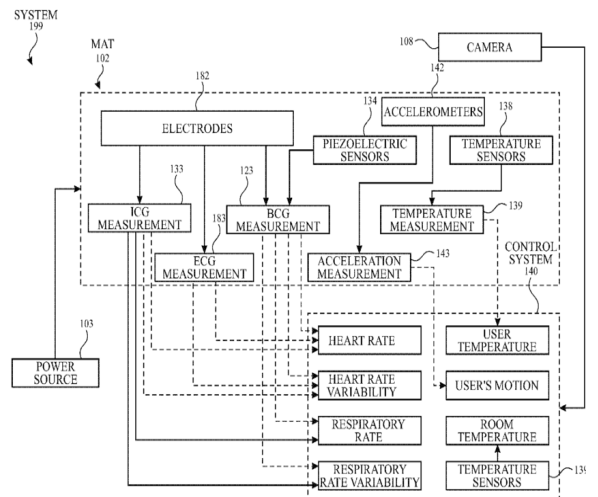 SYSTEM
199
MAT
102
108
CAMERA
182
ELECTRODES
142
ACCELEROMETERS
134
PIEZOELECTRIC
SENSORS
138
TEMPERATURE
SENSORS
133
ICG
MEASUREMENT
123
BCG
MEASUREMENT
TEMPERATURE
MEASUREMENT
139
183
ECG
MEASUREMENT
ACCELERATION
MEASUREMENT
143
CONTROL
SYSTEM
140
103
POWER
SOURCE
HEART RATE
USER
TEMPERATURE
HEART RATE
VARIABILITY
USER'S MOTION
RESPIRATORY
RATE
ROOM
TEMPERATURE
RESPIRATORY
RATE VARIABILITY
TEMPERATURE
SENSORS
139